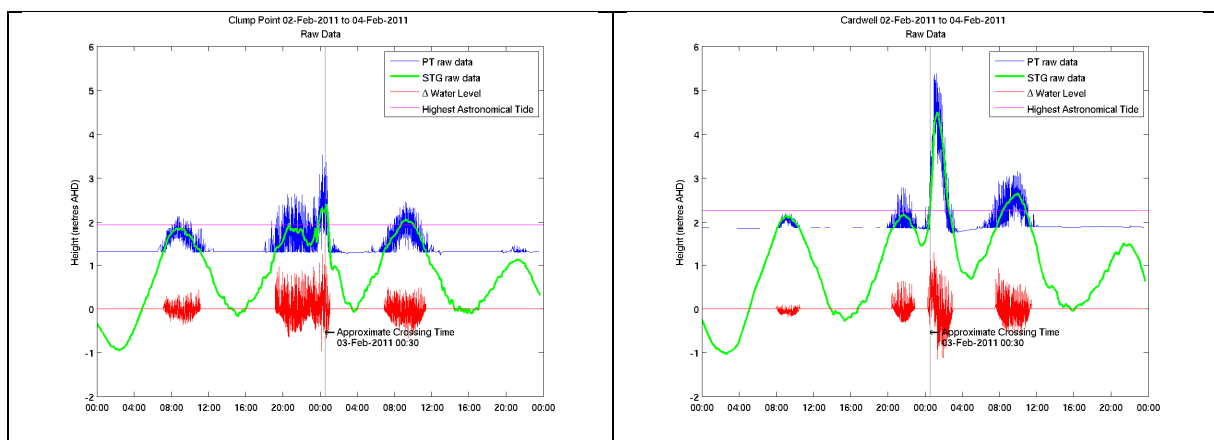 Clump Point 02-Feb-2011 to 04-Feb-2011
Raw Data
6
5
4
3
2
1
0
-1
-2
Height (metres AHD)
PT raw data
STG raw data
Δ Water Level
Highest Astronomical Tide
← Approximate Crossing Time
03-Feb-2011 00:30
00:00 04:00 08:00 12:00 16:00 20:00 00:00 04:00 08:00 12:00 16:00 20:00 00:00
Cardwell 02-Feb-2011 to 04-Feb-2011
Raw Data
6
5
4
3
2
1
0
-1
-2
Height (metres AHD)
PT raw data
STG raw data
Δ Water Level
Highest Astronomical Tide
← Approximate Crossing Time
03-Feb-2011 00:30
00:00 04:00 08:00 12:00 16:00 20:00 00:00 04:00 08:00 12:00 16:00 20:00 00:00